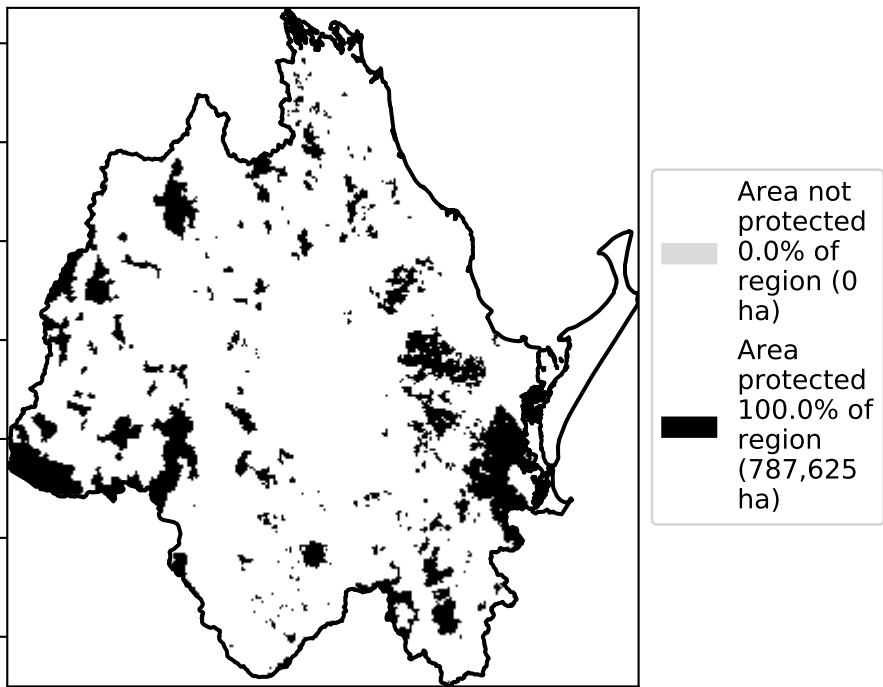 Area not
protected
0.0% of
region (0
ha)
Area
protected
100.0% of
region
(787,625
ha)